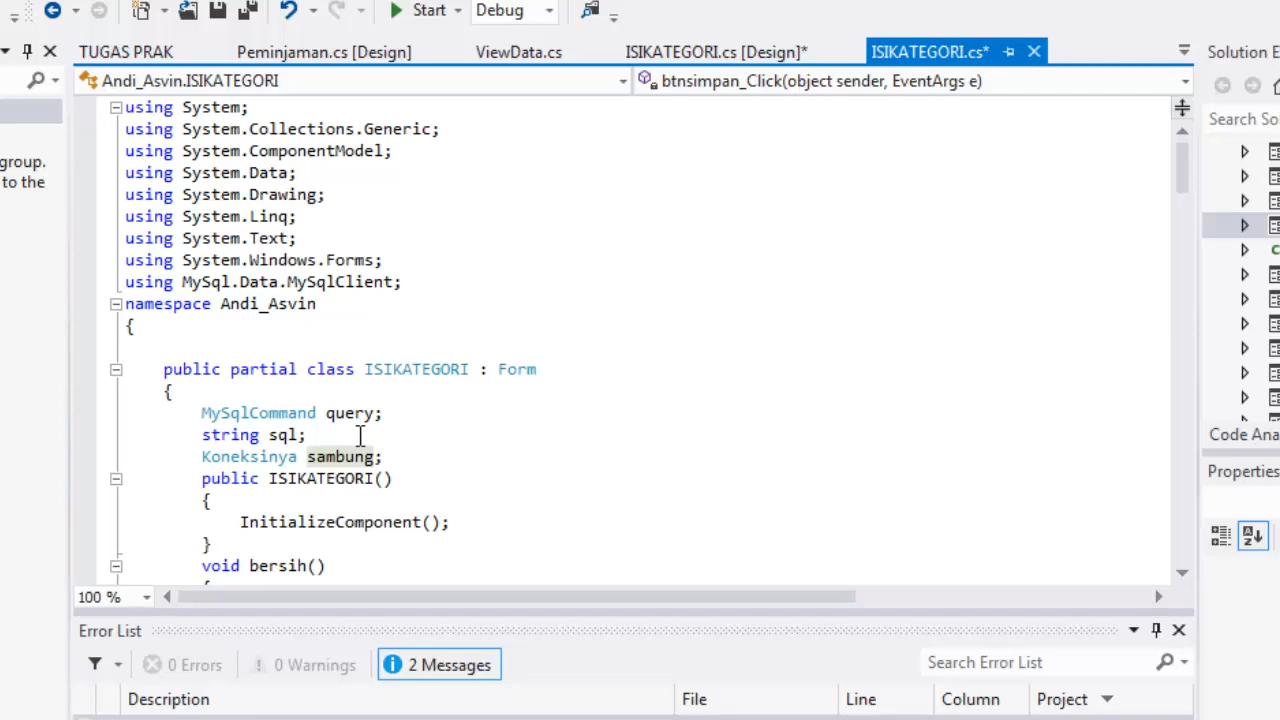 Start
Debug
TUGAS PRAK
Peminjaman.cs [Design]
ViewData.cs
ISIKATEGORI.cs [Design]*
ISIKATEGORI.cs*
Solution E
Andi_Asvin.ISIKATEGORI
btnsimpan_Click(object sender, EventArgs e)
Search Sol
group.
to the
using System;
using System.Collections.Generic;
using System.ComponentModel;
using System.Data;
using System.Drawing;
using System.Linq;
using System.Text;
using System.Windows.Forms;
using MySql.Data.MySqlClient;
namespace Andi_Asvin
{
public partial class ISIKATEGORI : Form
{
MySqlCommand query;
string sql;
Koneksinya sambung;
public ISIKATEGORI()
{
InitializeComponent();
}
void bersih()
Code Ana
Properties
100 %
Error List
0 Errors
0 Warnings
2 Messages
Search Error List
Description
File
Line
Column
Project